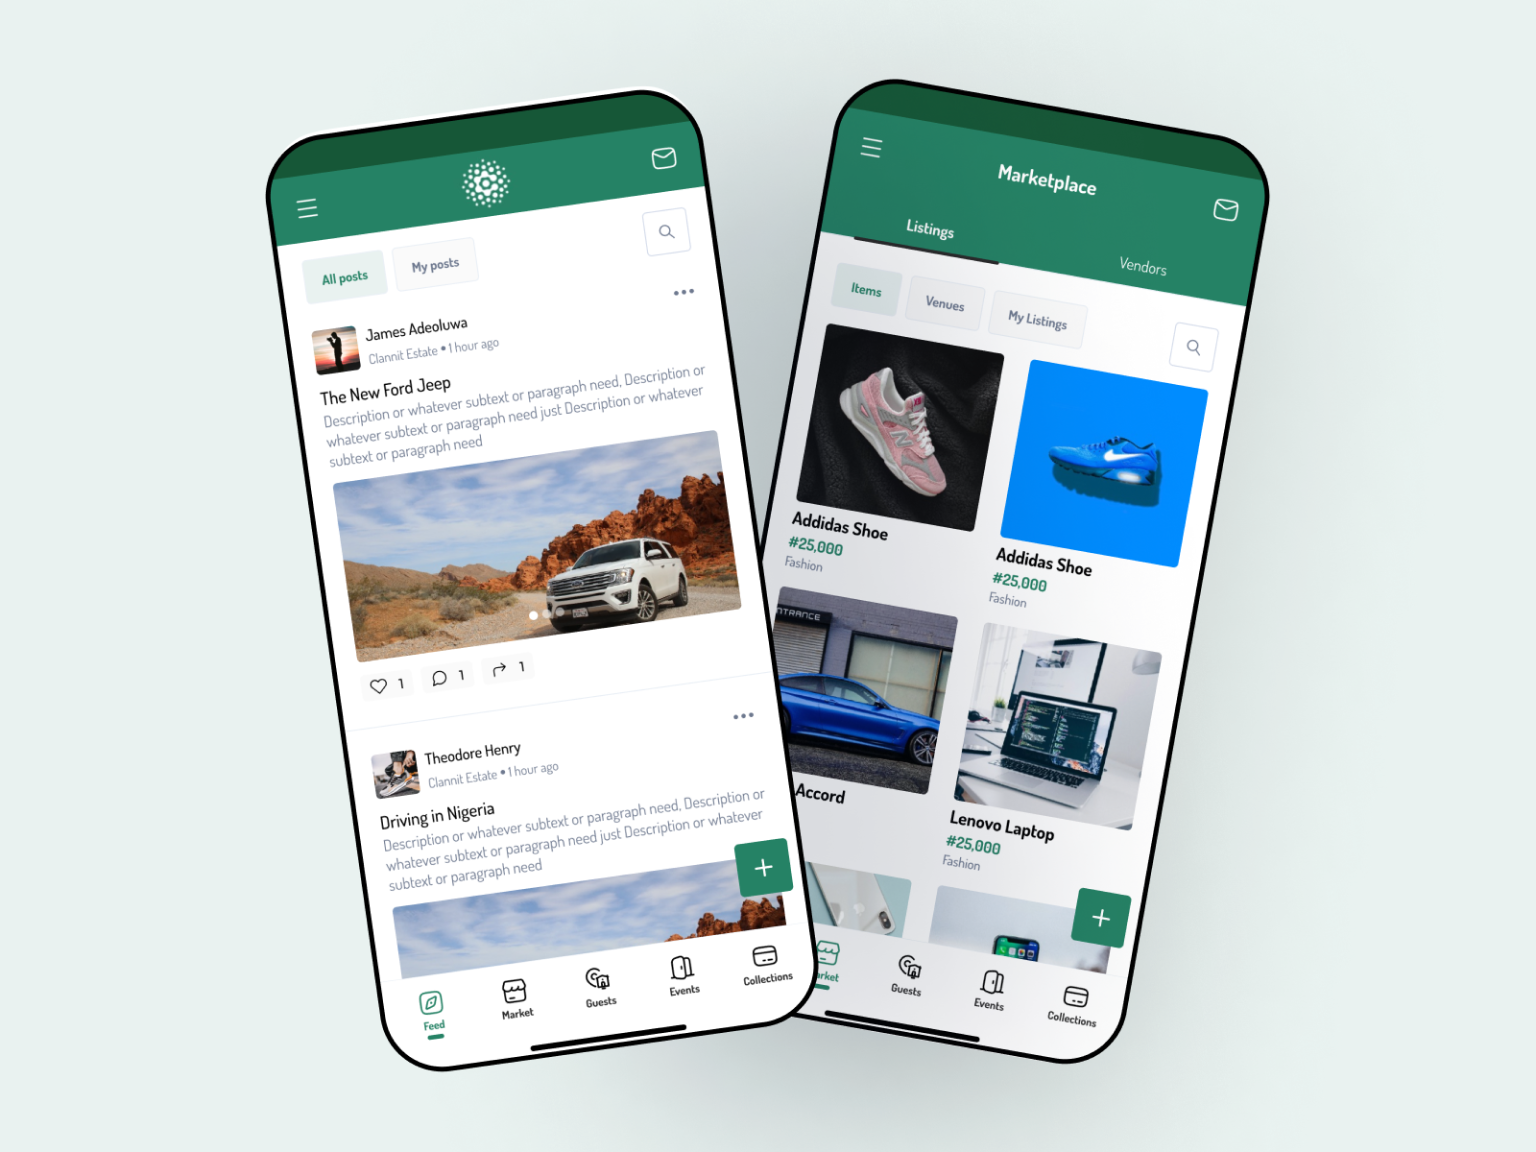 All posts
My posts
James Adeoluwa
Clannit Estate • 1 hour ago
The New Ford Jeep
Description or whatever subtext or paragraph need, Description or
whatever subtext or paragraph need just Description or whatever
subtext or paragraph need
1
1
1
Theodore Henry
Clannit Estate • 1 hour ago
Driving in Nigeria
Description or whatever subtext or paragraph need, Description or
whatever subtext or paragraph need just Description or whatever
subtext or paragraph need
Feed
Market
Guests
Events
Collections
Marketplace
Listings
Vendors
Items
Venues
My Listings
N
Addidas Shoe
#25,000
Fashion
Addidas Shoe
#25,000
Fashion
NTRANCE
Accord
Lenovo Laptop
#25,000
Fashion
arket
Guests
Events
Collections